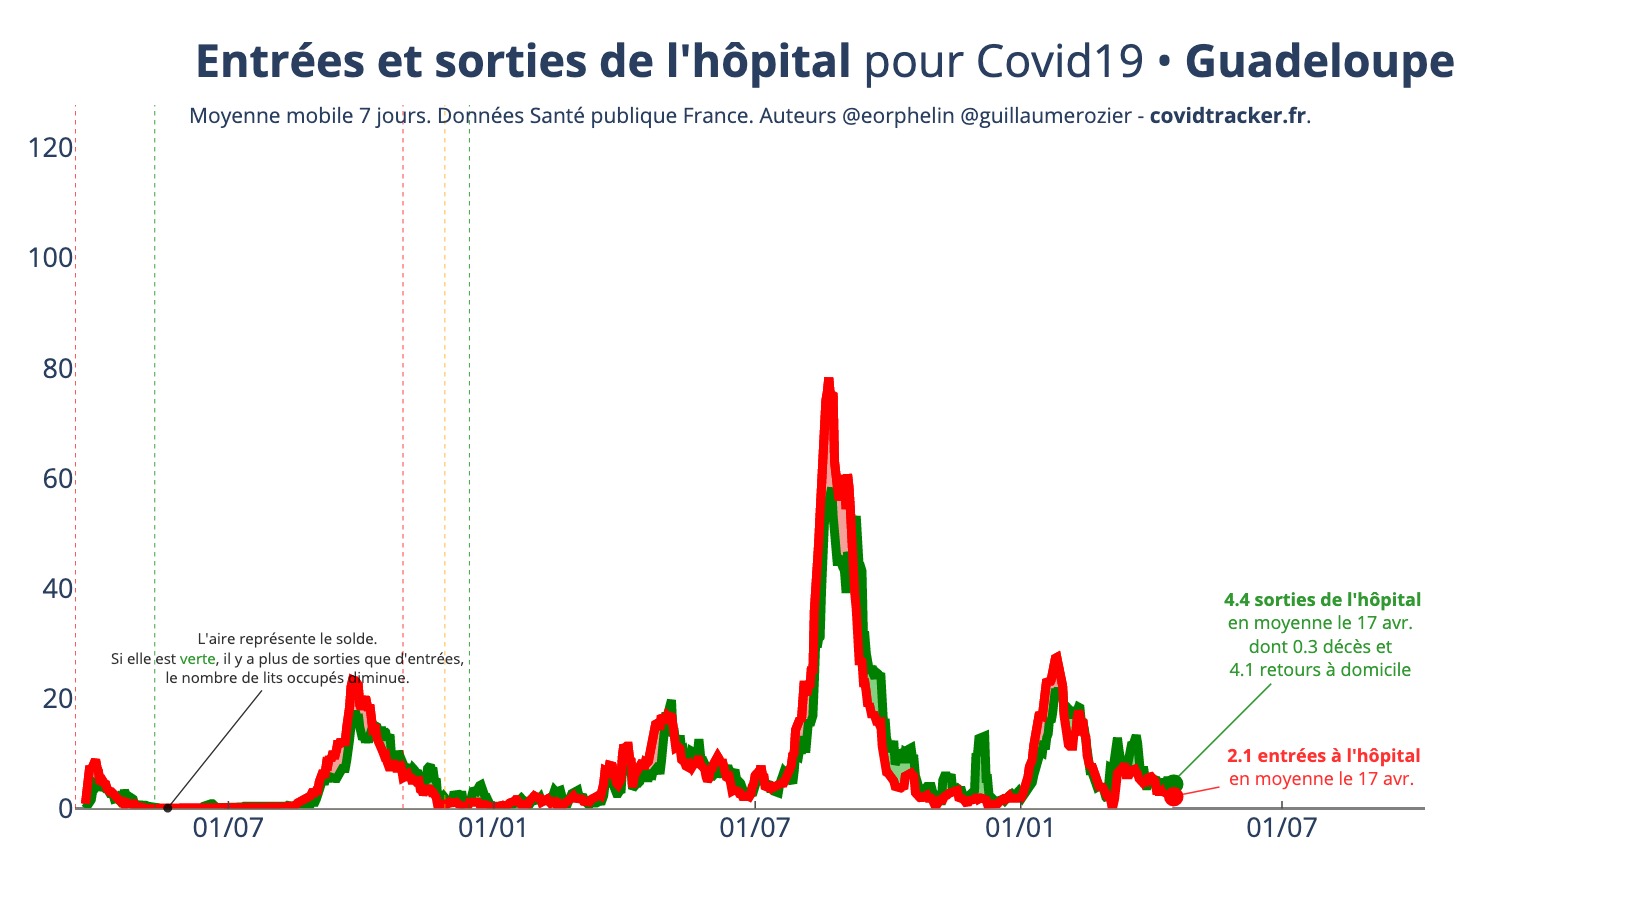 Entrées et sorties de l'hôpital pour Covid19 • Guadeloupe
Moyenne mobile 7 jours. Données Santé publique France. Auteurs @eorphelin @guillaumerozier - covidtracker.fr.
120
100
80
60
40
20
0
L'aire représente le solde.
Si elle est verte, il y a plus de sorties que d'entrées,
le nombre de lits occupés diminue.
4.4 sorties de l'hôpital
en moyenne le 17 avr.
dont 0.3 décès et
4.1 retours à domicile
2.1 entrées à l'hôpital
en moyenne le 17 avr.
01/07
01/01
01/07
01/01
01/07